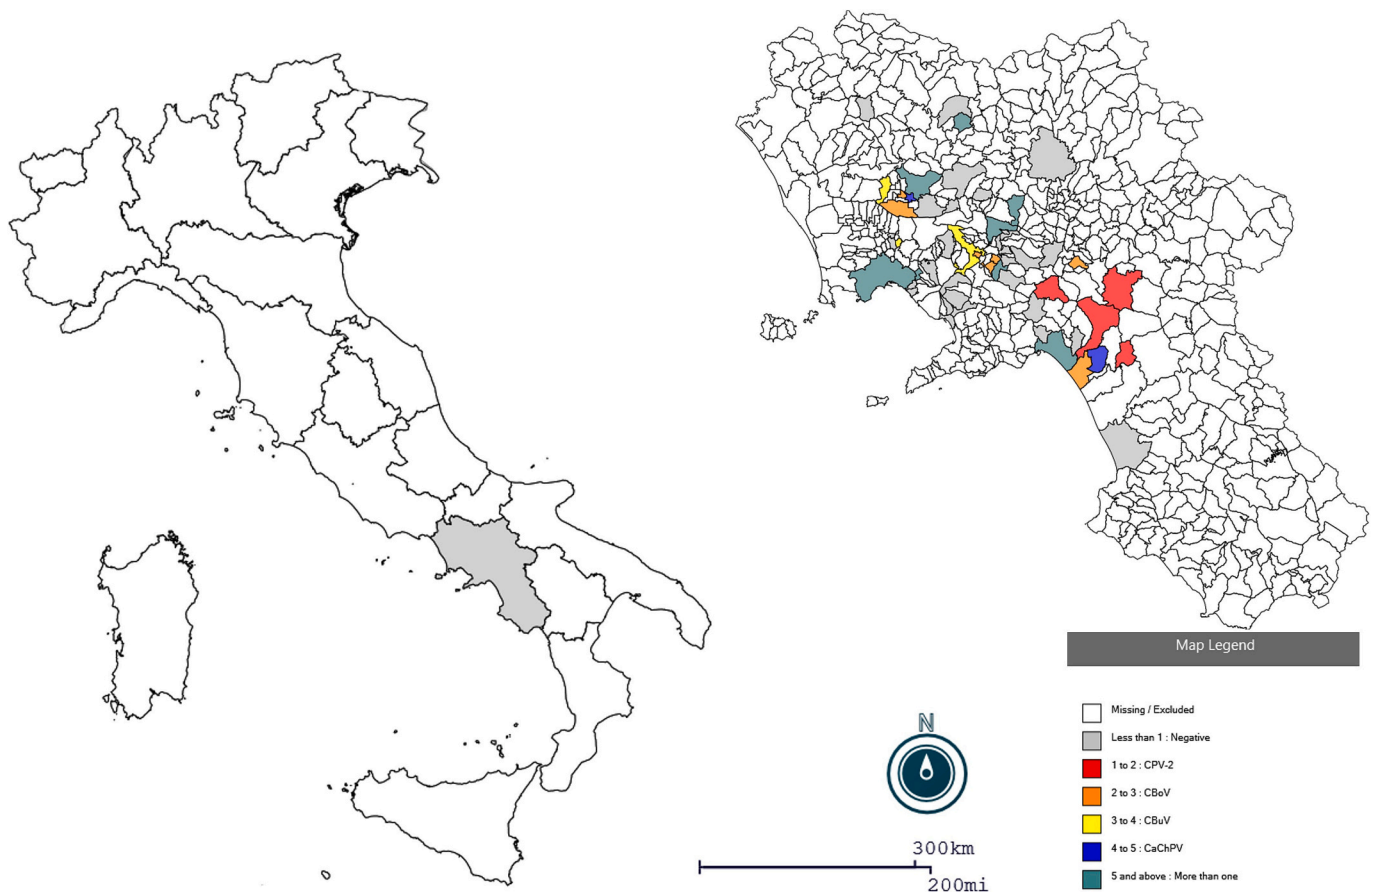 Map Legend
Missing / Excluded
Less than 1 : Negative
1 to 2 : CPV-2
2 to 3 : CBoV
3 to 4 : CBuV
4 to 5 : CaChPV
5 and above : More than one
N
300km
200mi